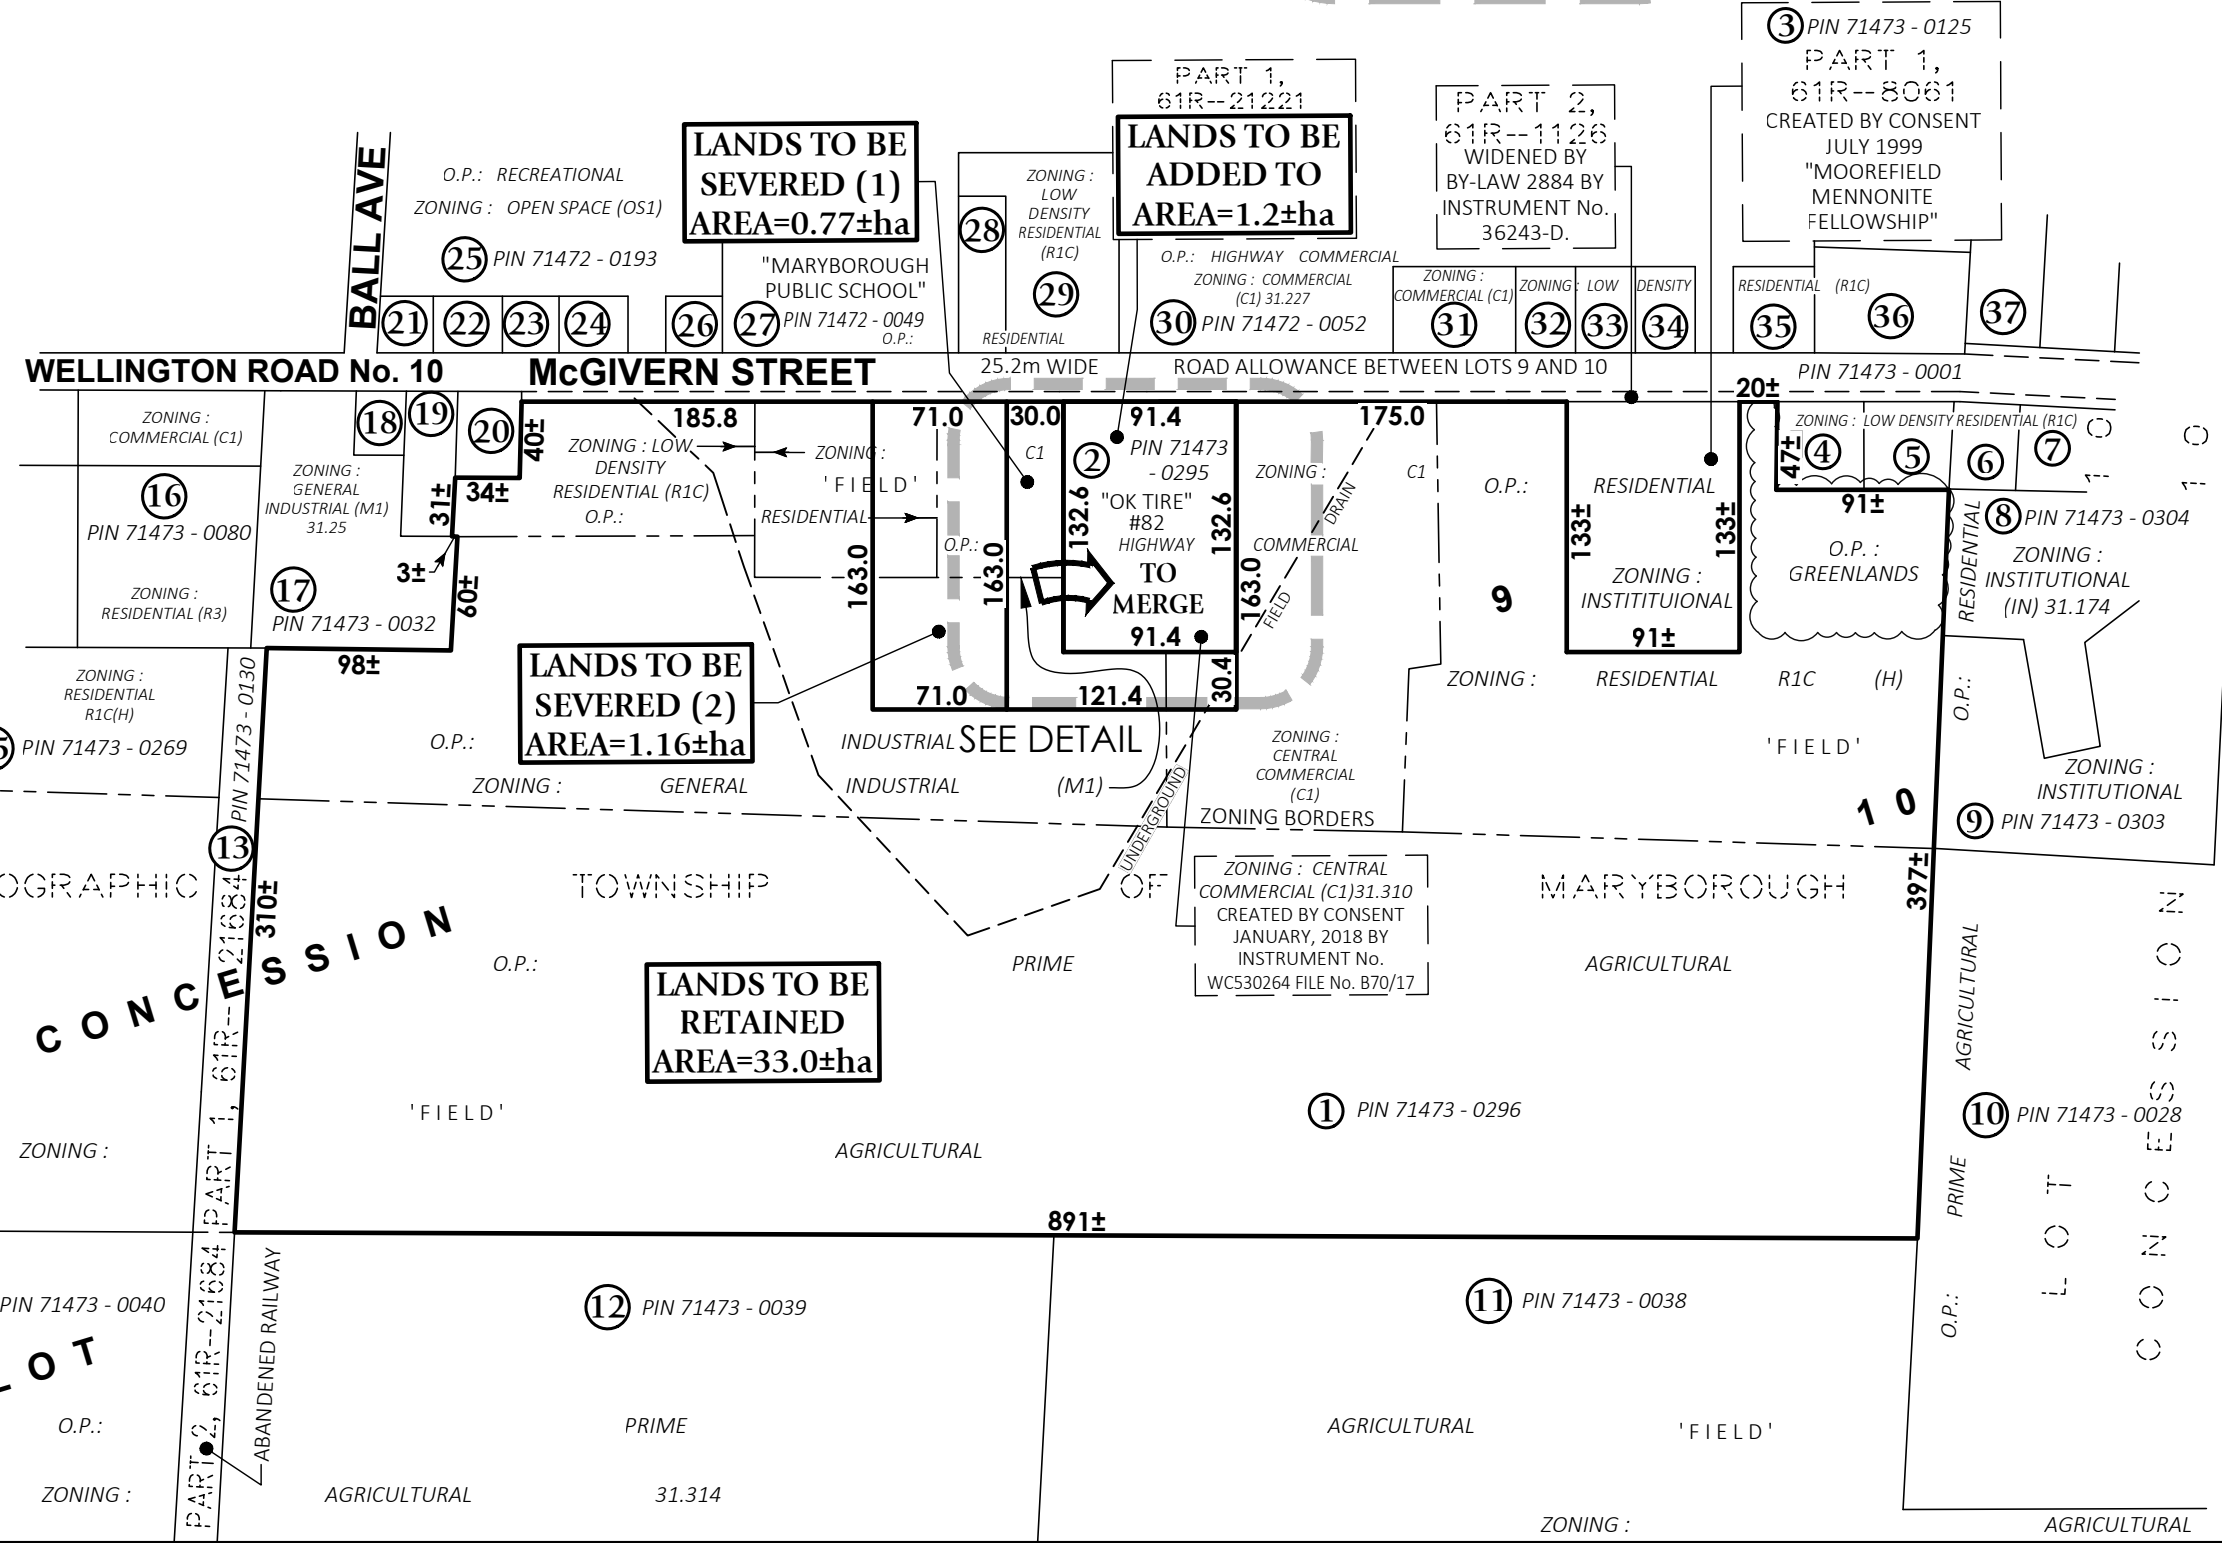 3 PIN 71473 - 0125
PART 1,
61R--8061
CREATED BY CONSENT
JULY 1999
"MOOREFIELD
MENNONITE
FELLOWSHIP"
PART 1,
61R--21221
LANDS TO BE
ADDED TO
AREA=1.2±ha
PART 2,
61R--1126
WIDENED BY
BY-LAW 2884 BY
INSTRUMENT No.
36243-D.
LANDS TO BE
SEVERED (1)
AREA=0.77±ha
BALL AVE
O.P.: RECREATIONAL
ZONING : OPEN SPACE (OS1)
25 PIN 71472 - 0193
21
22
23
24
26
"MARYBOROUGH
PUBLIC SCHOOL"
27 PIN 71472 - 0049
O.P.:
28
ZONING :
LOW
DENSITY
RESIDENTIAL
(R1C)
29
RESIDENTIAL
O.P.: HIGHWAY COMMERCIAL
ZONING : COMMERCIAL
(C1) 31.227
30 PIN 71472 - 0052
ZONING :
COMMERCIAL (C1)
31
ZONING : LOW DENSITY
32
33
34
RESIDENTIAL (R1C)
35
36
37
WELLINGTON ROAD No. 10
McGIVERN STREET
25.2m WIDE
ROAD ALLOWANCE BETWEEN LOTS 9 AND 10
PIN 71473 - 0001
ZONING :
COMMERCIAL (C1)
16
PIN 71473 - 0080
ZONING :
RESIDENTIAL (R3)
ZONING :
GENERAL
INDUSTRIAL (M1)
31.25
17
PIN 71473 - 0032
18
19
20
40±
34±
31±
3±
60±
98±
185.8
ZONING : LOW
DENSITY
RESIDENTIAL (R1C)
O.P.:
ZONING :
'FIELD'
RESIDENTIAL
71.0
163.0
O.P.:
163.0
71.0
30.0
C1
91.4
2 PIN 71473
- 0295
"OK TIRE"
#82
HIGHWAY
TO
MERGE
132.6
132.6
91.4
163.0
30.4
121.4
175.0
ZONING : C1
COMMERCIAL
FIELD DRAIN
UNDERGROUND
O.P.: RESIDENTIAL
9
133±
133±
ZONING :
INSTITITUIONAL
91±
20±
47±
ZONING : LOW DENSITY RESIDENTIAL (R1C)
4
5
6
7
91±
O.P. :
GREENLANDS
RESIDENTIAL
O.P.:
8 PIN 71473 - 0304
ZONING :
INSTITUTIONAL
(IN) 31.174
LANDS TO BE
SEVERED (2)
AREA=1.16±ha
ZONING :
RESIDENTIAL
R1C(H)
PIN 71473 - 0269
PIN 71473 - 0130
13
O.P.: INDUSTRIAL
SEE DETAIL
ZONING : GENERAL INDUSTRIAL (M1)
ZONING :
CENTRAL
COMMERCIAL
(C1)
ZONING BORDERS
ZONING : RESIDENTIAL R1C (H)
'FIELD'
10
ZONING :
INSTITUTIONAL
9 PIN 71473 - 0303
OGRAPHIC TOWNSHIP OF MARYBOROUGH
310±
397±
CONCESSION
ZONING : CENTRAL
COMMERCIAL (C1)31.310
CREATED BY CONSENT
JANUARY, 2018 BY
INSTRUMENT No.
WC530264 FILE No. B70/17
O.P.: PRIME AGRICULTURAL
LANDS TO BE
RETAINED
AREA=33.0±ha
'FIELD'
1 PIN 71473 - 0296
ZONING : AGRICULTURAL
891±
PART 1, 61R--21684
PART 2, 61R--21684
ABANDENED RAILWAY
10 PIN 71473 - 0028
O.P.: PRIME AGRICULTURAL
LOT
CONCESSION
PIN 71473 - 0040
12 PIN 71473 - 0039
11 PIN 71473 - 0038
LOT
O.P.: PRIME AGRICULTURAL 'FIELD'
ZONING : AGRICULTURAL 31.314
ZONING : AGRICULTURAL